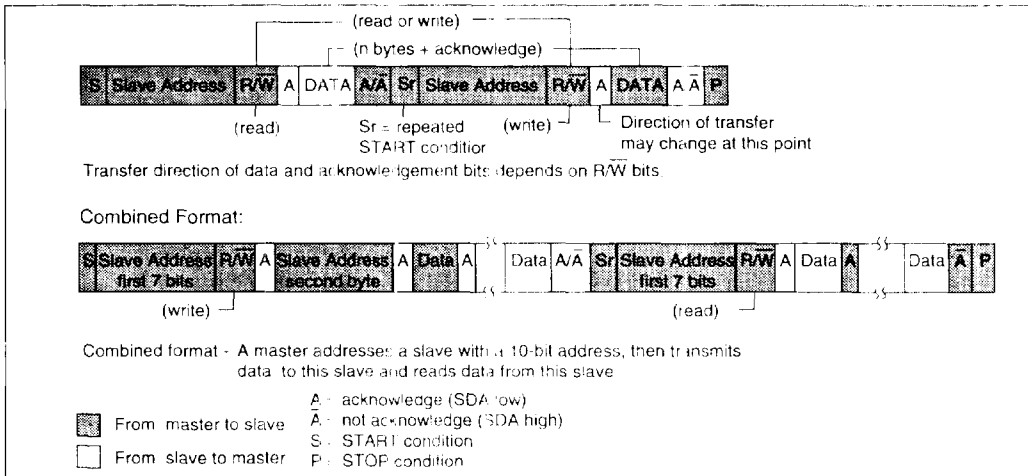 (read or write)
(n bytes + acknowledge)
S Slave Address R/W̅ A DATA A/A̅ Sr Slave Address R/W̅ A DATA A A̅ P
(read) Sr = repeated START conditior (write) Direction of transfer may change at this point
Transfer direction of data and acknowledgement bits depends on R/W̅ bits.
Combined Format:
S Slave Address first 7 bits R/W̅ A Slave Address second byte A Data A Data A/A̅ Sr Slave Address first 7 bits R/W̅ A Data A Data A̅ P
(write) (read)
Combined format - A master addresses a slave with a 10-bit address, then transmits
data to this slave and reads data from this slave
A - acknowledge (SDA low)
From master to slave A̅ - not acknowledge (SDA high)
S - START condition
From slave to master P - STOP condition